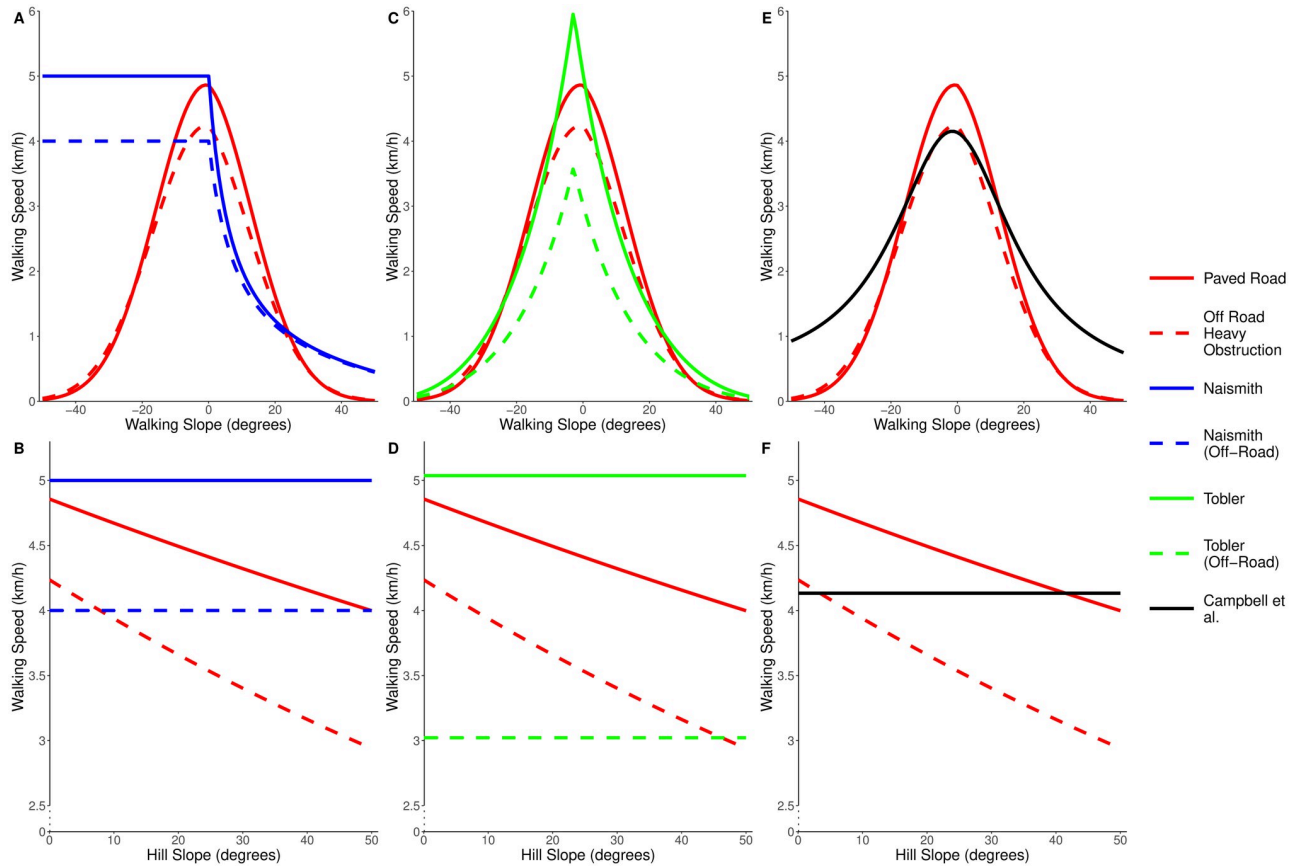 A
6
5
4
3
2
1
0
Walking Speed (km/h)
−40
−20
0
20
40
Walking Slope (degrees)
C
6
5
4
3
2
1
0
Walking Speed (km/h)
−40
−20
0
20
40
Walking Slope (degrees)
E
6
5
4
3
2
1
0
Walking Speed (km/h)
−40
−20
0
20
40
Walking Slope (degrees)
B
5
4.5
4
3.5
3
2.5
0
Walking Speed (km/h)
0
10
20
30
40
50
Hill Slope (degrees)
D
5
4.5
4
3.5
3
2.5
0
Walking Speed (km/h)
0
10
20
30
40
50
Hill Slope (degrees)
F
5
4.5
4
3.5
3
2.5
0
Walking Speed (km/h)
0
10
20
30
40
50
Hill Slope (degrees)
Paved Road
Off Road
Heavy
Obstruction
Naismith
Naismith
(Off−Road)
Tobler
Tobler
(Off−Road)
Campbell et
al.